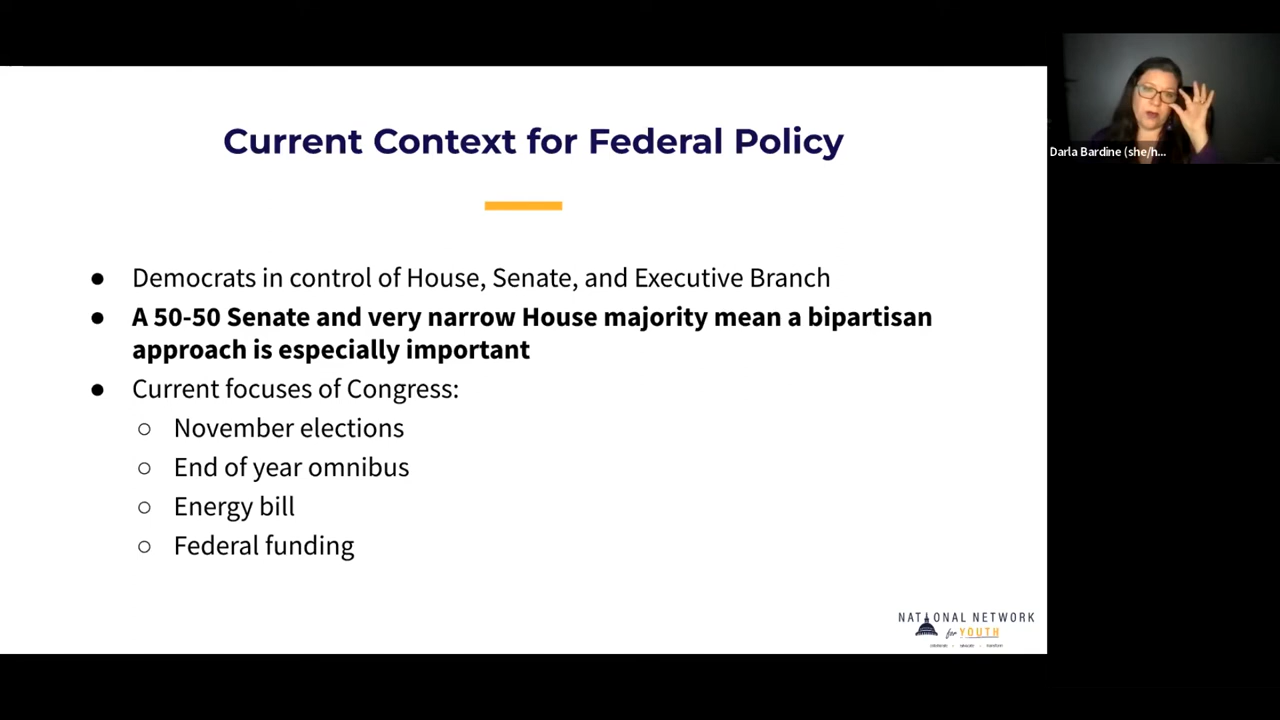 Current Context for Federal Policy
Darla Bardine (she/h...
● Democrats in control of House, Senate, and Executive Branch
● A 50-50 Senate and very narrow House majority mean a bipartisan
approach is especially important
● Current focuses of Congress:
○ November elections
○ End of year omnibus
○ Energy bill
○ Federal funding
NATIONAL NETWORK
for YOUTH